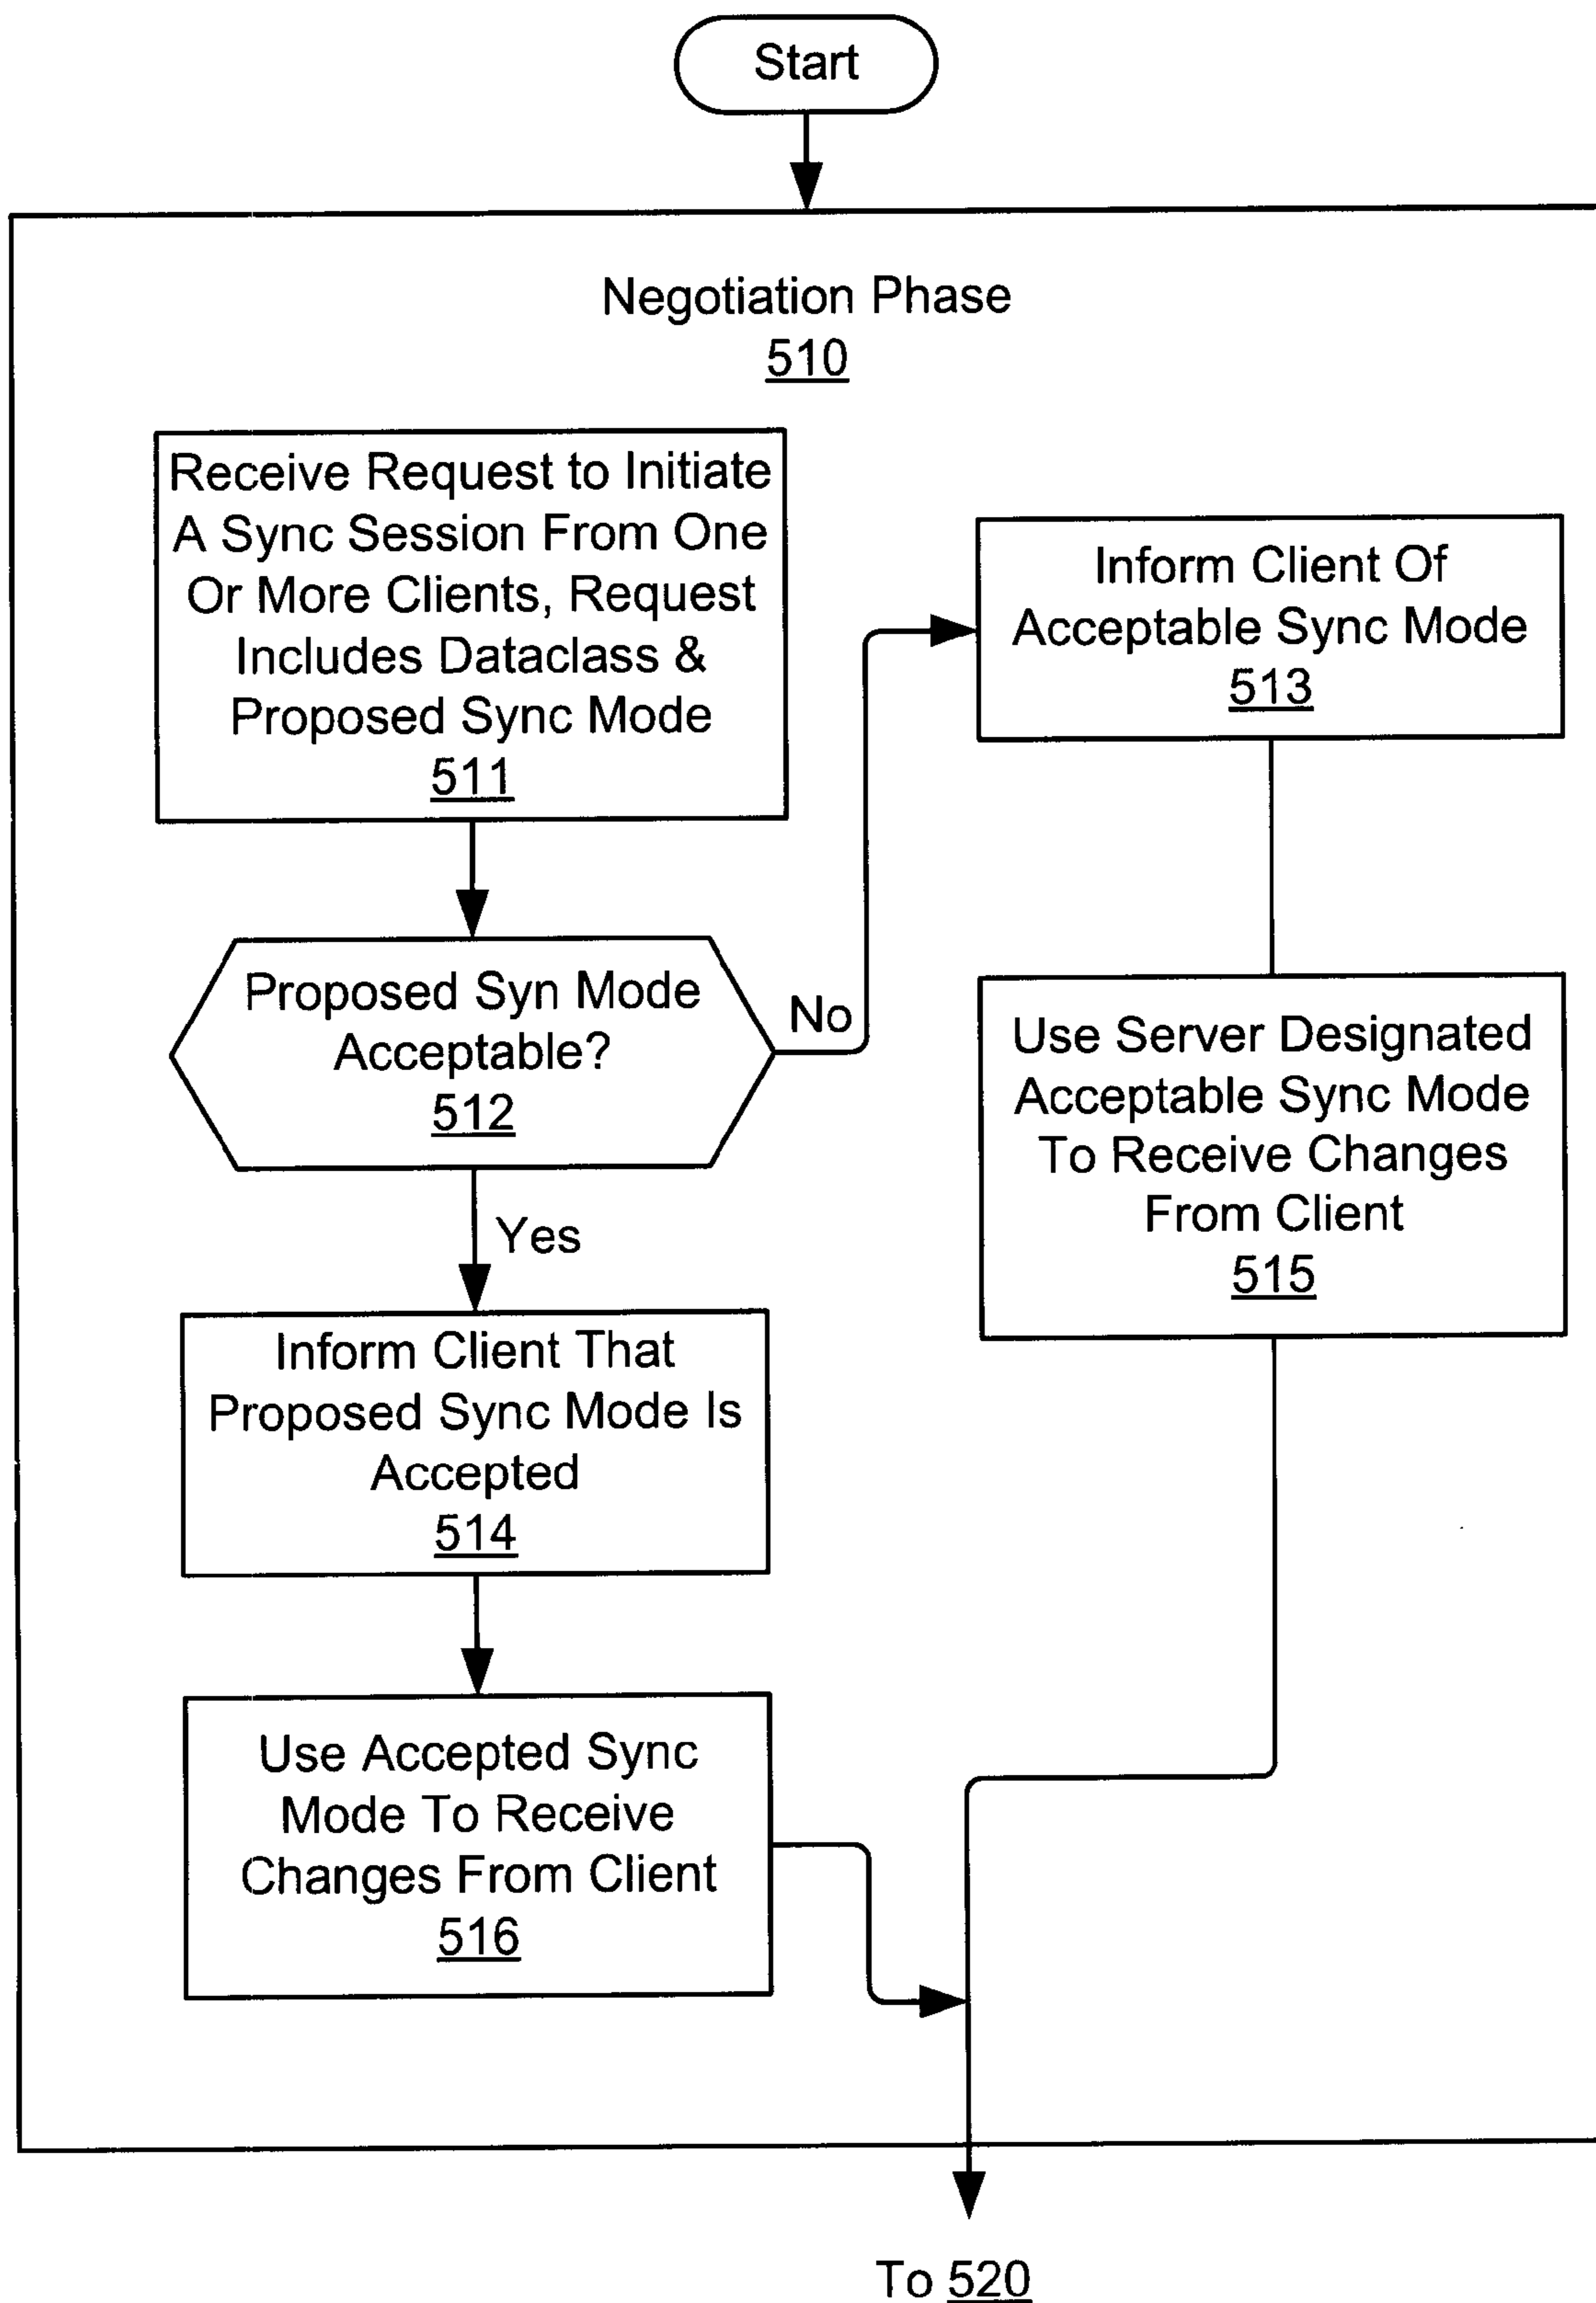 Start
Negotiation Phase
510
Receive Request to Initiate
A Sync Session From One
Or More Clients, Request
Includes Dataclass &
Proposed Sync Mode
511
Inform Client Of
Acceptable Sync Mode
513
Proposed Syn Mode
Acceptable?
512
No
Yes
Use Server Designated
Acceptable Sync Mode
To Receive Changes
From Client
515
Inform Client That
Proposed Sync Mode Is
Accepted
514
Use Accepted Sync
Mode To Receive
Changes From Client
516
To 520